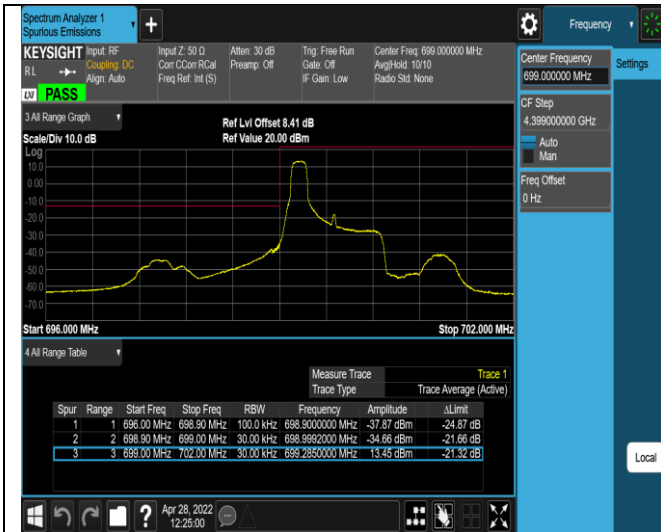 Spectrum Analyzer 1
Spurious Emissions
Frequency
KEYSIGHT Input: RF Input Z: 50 Ω Atten: 30 dB Trig: Free Run Center Freq: 699.000000 MHz
RL Coupling: DC Corr CCorr RCal Preamp: Off Gate: Off Avg|Hold: 10/10
Align: Auto Freq Ref: Int (S) IF Gain: Low Radio Std: None
LXI PASS
Center Frequency
699.000000 MHz
Settings
CF Step
4.399000000 GHz
Auto
Man
Freq Offset
0 Hz
3 All Range Graph
Ref Lvl Offset 8.41 dB
Scale/Div 10.0 dB Ref Value 20.00 dBm
Log
10.0
0.00
-10.0
-20.0
-30.0
-40.0
-50.0
-60.0
-70.0
Start 696.000 MHz Stop 702.000 MHz
4 All Range Table
Measure Trace Trace 1
Trace Type Trace Average (Active)
Spur Range Start Freq Stop Freq RBW Frequency Amplitude ΔLimit
1 1 696.00 MHz 698.90 MHz 100.0 kHz 698.9000000 MHz -37.87 dBm -24.87 dB
2 2 698.90 MHz 699.00 MHz 30.00 kHz 698.9992000 MHz -34.66 dBm -21.66 dB
3 3 699.00 MHz 702.00 MHz 30.00 kHz 699.2850000 MHz 13.45 dBm -21.32 dB
Local
Apr 28, 2022
12:25:00